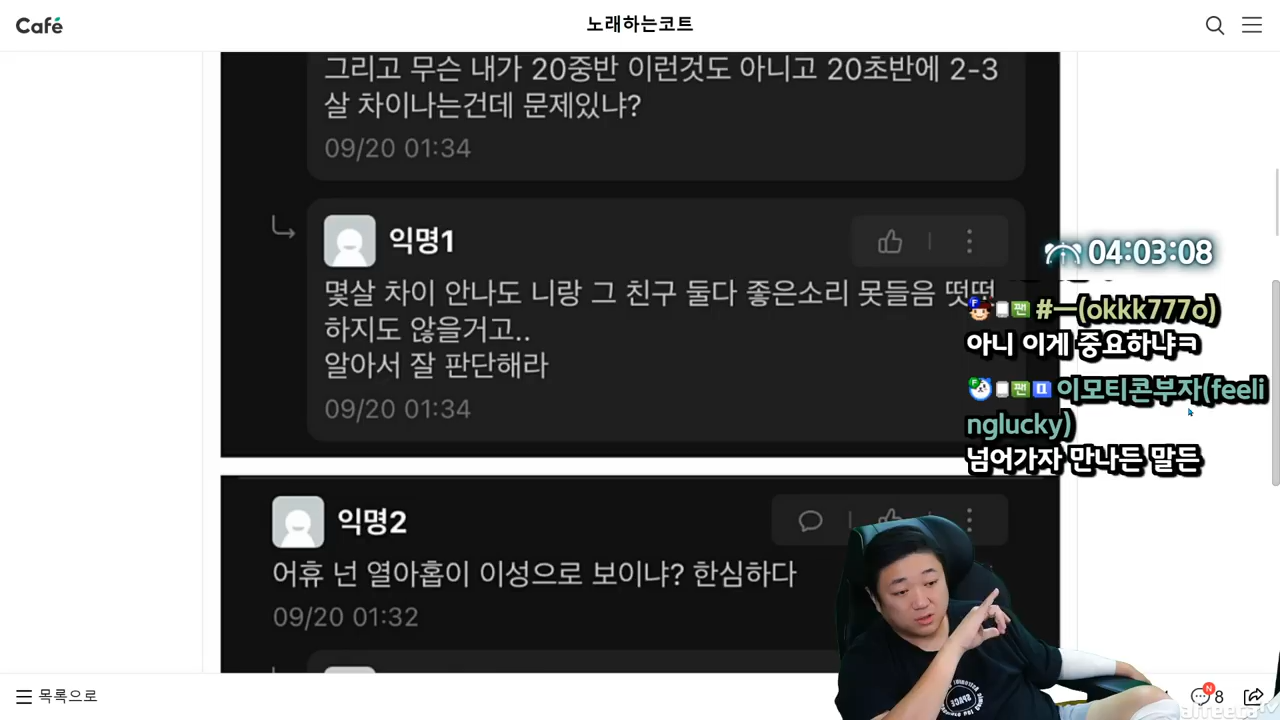 Café
노래하는코트
그리고 무슨 내가 20중반 이런것도 아니고 20초반에 2-3
살 차이나는건데 문제있냐?
09/20 01:34
익명1
몇살 차이 안나도 니랑 그 친구 둘다 좋은소리 못들음 떳떳
하지도 않을거고..
알아서 잘 판단해라
09/20 01:34
04:03:08
#ㅡ(okkk777o)
아니 이게 중요하냐ㅋ
이모티콘부자(feeli
nglucky)
넘어가자 만나든 말든
익명2
어휴 넌 열아홉이 이성으로 보이냐? 한심하다
09/20 01:32
목록으로
N
8
SPACE
afreecaTV